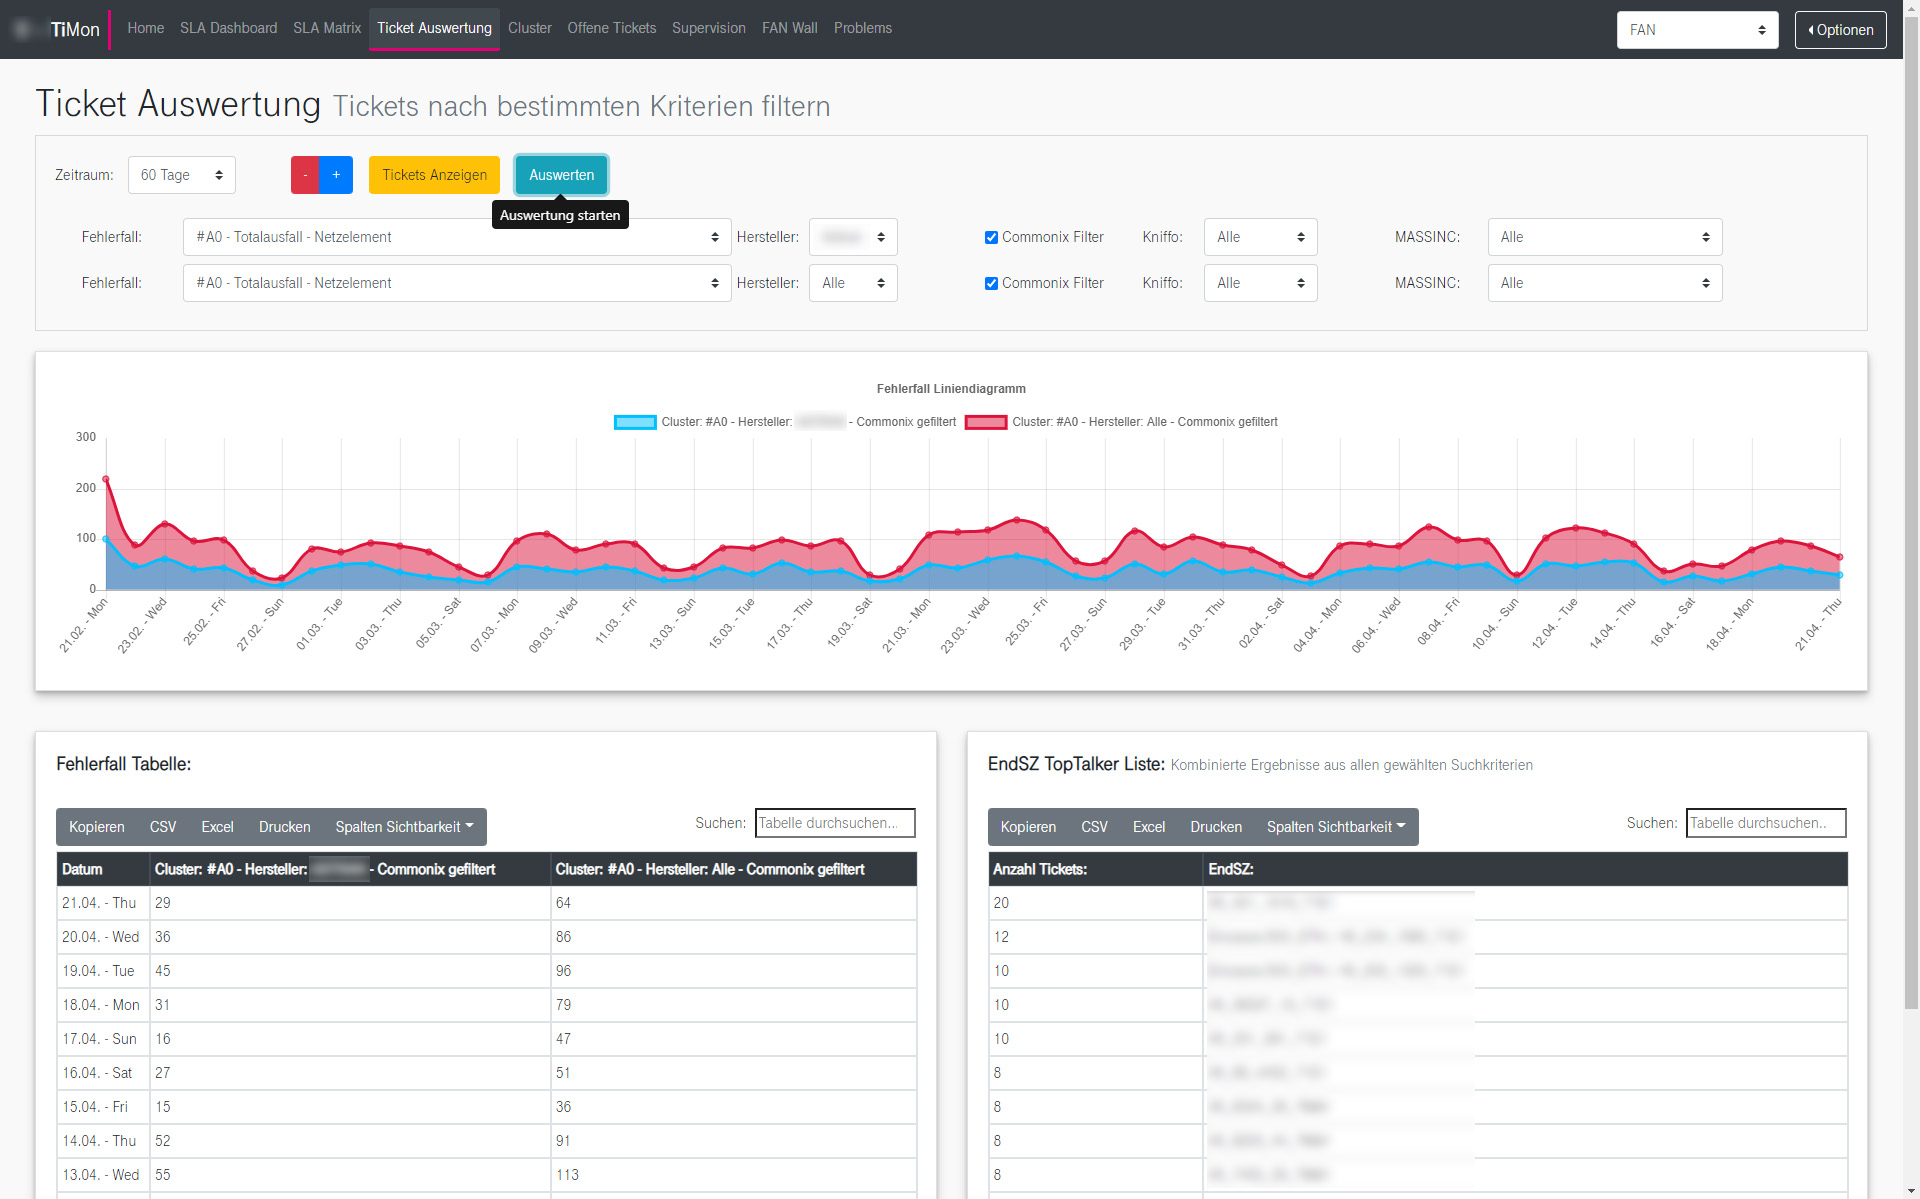 TiMon Home SLA Dashboard SLA Matrix Ticket Auswertung Cluster Offene Tickets Supervision FAN Wall Problems FAN Optionen
Ticket Auswertung Tickets nach bestimmten Kriterien filtern
Zeitraum: 60 Tage - + Tickets Anzeigen Auswerten
Auswertung starten
Fehlerfall: #A0 - Totalausfall - Netzelement Hersteller: Commonix Filter Kniffo: Alle MASSINC: Alle
Fehlerfall: #A0 - Totalausfall - Netzelement Hersteller: Alle Commonix Filter Kniffo: Alle MASSINC: Alle
Fehlerfall Liniendiagramm
Cluster: #A0 - Hersteller: - Commonix gefiltert Cluster: #A0 - Hersteller: Alle - Commonix gefiltert
300
200
100
0
21.02. - Mon 23.02. - Wed 25.02. - Fri 27.02. - Sun 01.03. - Tue 03.03. - Thu 05.03. - Sat 07.03. - Mon 09.03. - Wed 11.03. - Fri 13.03. - Sun 15.03. - Tue 17.03. - Thu 19.03. - Sat 21.03. - Mon 23.03. - Wed 25.03. - Fri 27.03. - Sun 29.03. - Tue 31.03. - Thu 02.04. - Sat 04.04. - Mon 06.04. - Wed 08.04. - Fri 10.04. - Sun 12.04. - Tue 14.04. - Thu 16.04. - Sat 18.04. - Mon 21.04. - Thu
Fehlerfall Tabelle:
Kopieren CSV Excel Drucken Spalten Sichtbarkeit Suchen: Tabelle durchsuchen...
Datum Cluster: #A0 - Hersteller: - Commonix gefiltert Cluster: #A0 - Hersteller: Alle - Commonix gefiltert
21.04. - Thu 29 64
20.04. - Wed 36 86
19.04. - Tue 45 96
18.04. - Mon 31 79
17.04. - Sun 16 47
16.04. - Sat 27 51
15.04. - Fri 15 36
14.04. - Thu 52 91
13.04. - Wed 55 113
EndSZ TopTalker Liste: Kombinierte Ergebnisse aus allen gewählten Suchkriterien
Kopieren CSV Excel Drucken Spalten Sichtbarkeit Suchen: Tabelle durchsuchen..
Anzahl Tickets: EndSZ:
20
12
10
10
10
8
8
8
8